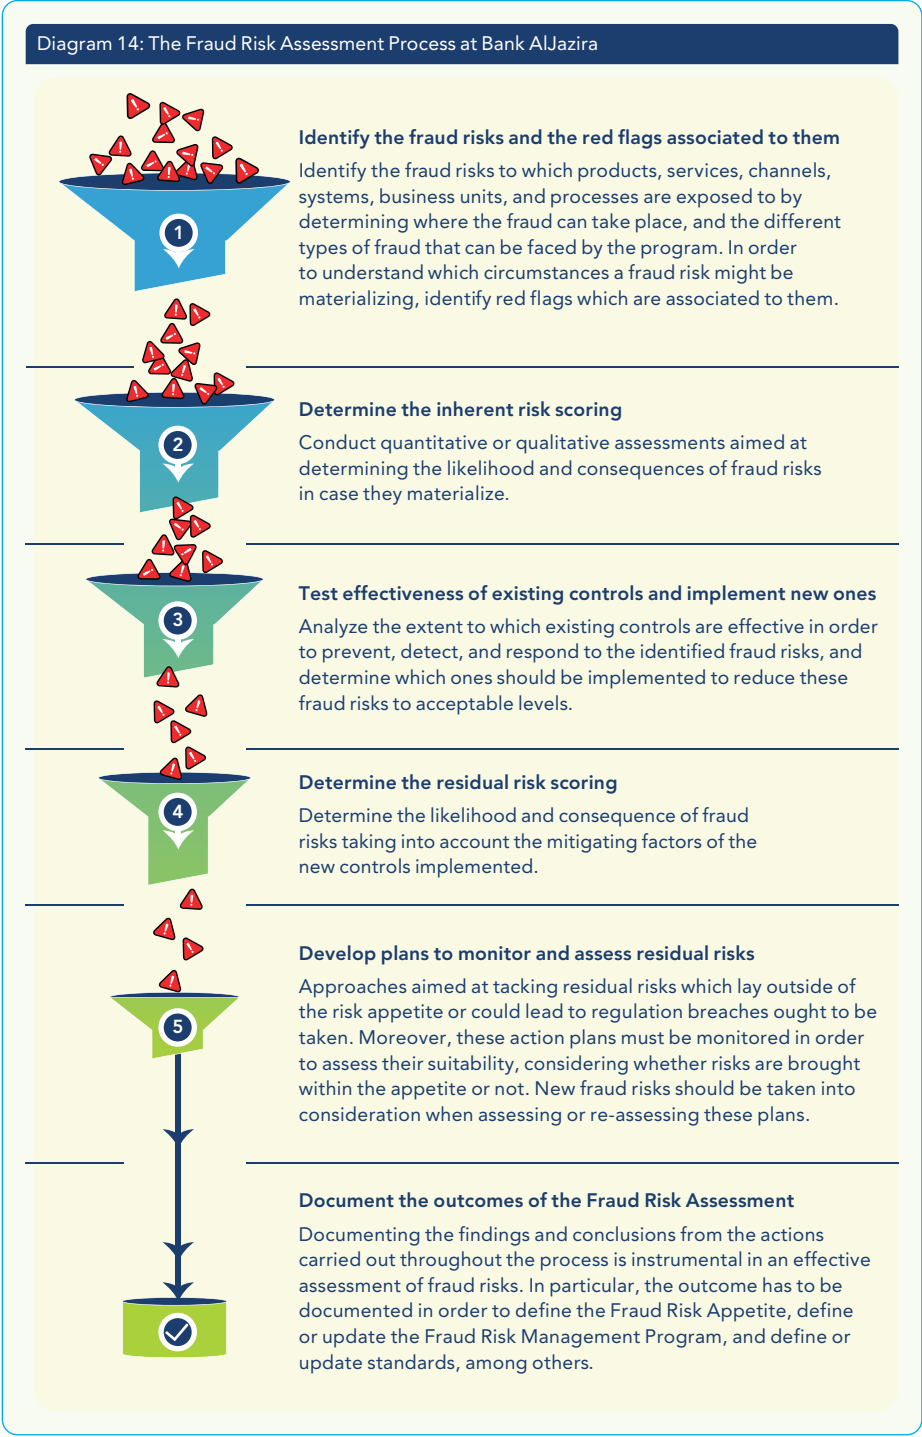 Diagram 14: The Fraud Risk Assessment Process at Bank AlJazira
1
Identify the fraud risks and the red flags associated to them
Identify the fraud risks to which products, services, channels,
systems, business units, and processes are exposed to by
determining where the fraud can take place, and the different
types of fraud that can be faced by the program. In order
to understand which circumstances a fraud risk might be
materializing, identify red flags which are associated to them.
2
Determine the inherent risk scoring
Conduct quantitative or qualitative assessments aimed at
determining the likelihood and consequences of fraud risks
in case they materialize.
3
Test effectiveness of existing controls and implement new ones
Analyze the extent to which existing controls are effective in order
to prevent, detect, and respond to the identified fraud risks, and
determine which ones should be implemented to reduce these
fraud risks to acceptable levels.
4
Determine the residual risk scoring
Determine the likelihood and consequence of fraud
risks taking into account the mitigating factors of the
new controls implemented.
5
Develop plans to monitor and assess residual risks
Approaches aimed at tacking residual risks which lay outside of
the risk appetite or could lead to regulation breaches ought to be
taken. Moreover, these action plans must be monitored in order
to assess their suitability, considering whether risks are brought
within the appetite or not. New fraud risks should be taken into
consideration when assessing or re-assessing these plans.
Document the outcomes of the Fraud Risk Assessment
Documenting the findings and conclusions from the actions
carried out throughout the process is instrumental in an effective
assessment of fraud risks. In particular, the outcome has to be
documented in order to define the Fraud Risk Appetite, define
or update the Fraud Risk Management Program, and define or
update standards, among others.